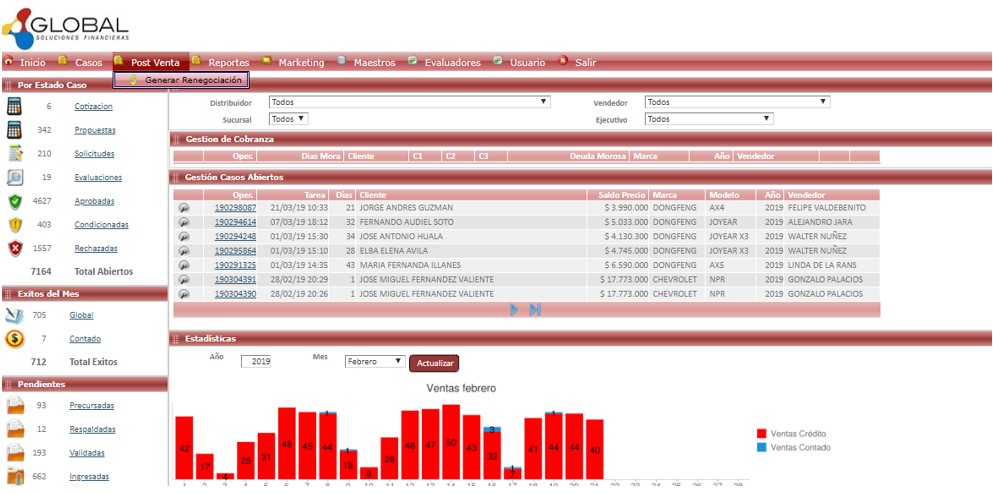 GLOBAL
SOLUCIONES FINANCIERAS
Inicio Casos Post Venta Reportes Marketing Maestros Evaluadores Usuario Salir
Generar Renegociación
Por Estado Caso
6 Cotizacion
342 Propuestas
210 Solicitudes
19 Evaluaciones
4627 Aprobadas
403 Condicionadas
1557 Rechazadas
7164 Total Abiertos
Exitos del Mes
705 Global
7 Contado
712 Total Exitos
Pendientes
93 Precursadas
12 Respaldadas
193 Validadas
662 Ingresadas
Distribuidor Todos Vendedor Todos
Sucursal Todos Ejecutivo Todos
Gestion de Cobranza
Oper. Dias Mora Cliente C1 C2 C3 Deuda Morosa Marca Año Vendedor
Gestión Casos Abiertos
Oper. Tarea Días Cliente Saldo Precio Marca Modelo Año Vendedor
190298087 21/03/19 10:33 21 JORGE ANDRES GUZMAN $ 3.990.000 DONGFENG AX4 2019 FELIPE VALDEBENITO
190294614 07/03/19 18:12 32 FERNANDO AUDIEL SOTO $ 5.033.000 DONGFENG JOYEAR 2019 ALEJANDRO JARA
190294248 01/03/19 15:30 34 JOSE ANTONIO HUALA $ 4.130.300 DONGFENG JOYEAR X3 2019 WALTER NUÑEZ
190295864 01/03/19 15:10 28 ELBA ELENA AVILA $ 4.745.000 DONGFENG JOYEAR X3 2019 WALTER NUÑEZ
190291325 01/03/19 14:35 43 MARIA FERNANDA ILLANES $ 6.590.000 DONGFENG AX5 2019 LINDA DE LA RANS
190304391 28/02/19 20:29 1 JOSE MIGUEL FERNANDEZ VALIENTE $ 17.773.000 CHEVROLET NPR 2019 GONZALO PALACIOS
190304390 28/02/19 20:26 1 JOSE MIGUEL FERNANDEZ VALIENTE $ 17.773.000 CHEVROLET NPR 2019 GONZALO PALACIOS
Estadísticas
Año 2019 Mes Febrero Actualizar
Ventas febrero
42 17 4 25 31 48 45 44 1 19 1 8 28 46 47 50 43 32 3 7 41 44 1 44 40
Ventas Crédito
Ventas Contado
1 2 3 4 5 6 7 8 9 10 11 12 13 14 15 16 17 18 19 20 21 22 23 24 25 26 27 28